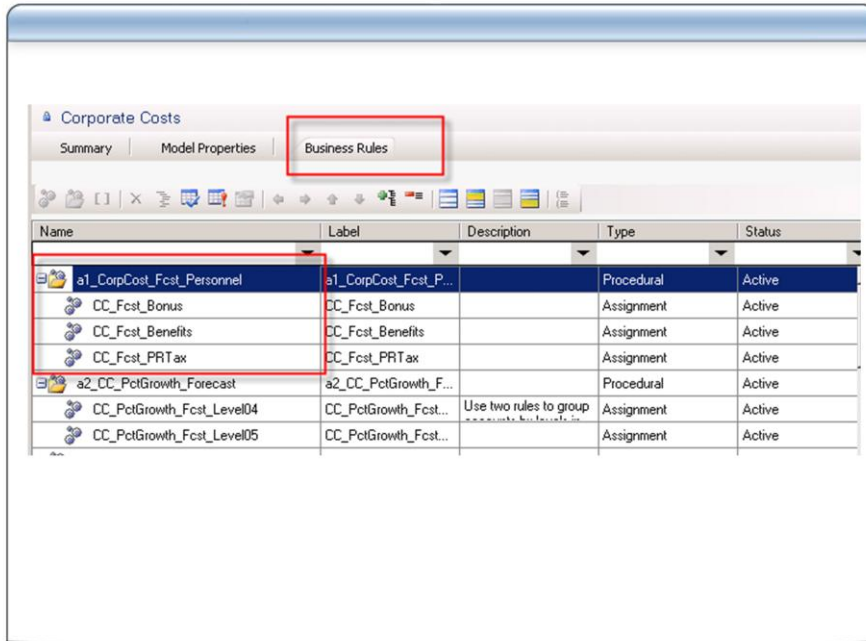 Corporate Costs
Summary Model Properties Business Rules
Name Label Description Type Status
a1_CorpCost_Fcst_Personnel a1_CorpCost_Fcst_P... Procedural Active
CC_Fcst_Bonus CC_Fcst_Bonus Assignment Active
CC_Fcst_Benefits CC_Fcst_Benefits Assignment Active
CC_Fcst_PRTax CC_Fcst_PRTax Assignment Active
a2_CC_PctGrowth_Forecast a2_CC_PctGrowth_F... Procedural Active
CC_PctGrowth_Fcst_Level04 CC_PctGrowth_Fcst... Use two rules to group Assignment Active
CC_PctGrowth_Fcst_Level05 CC_PctGrowth_Fcst... Assignment Active